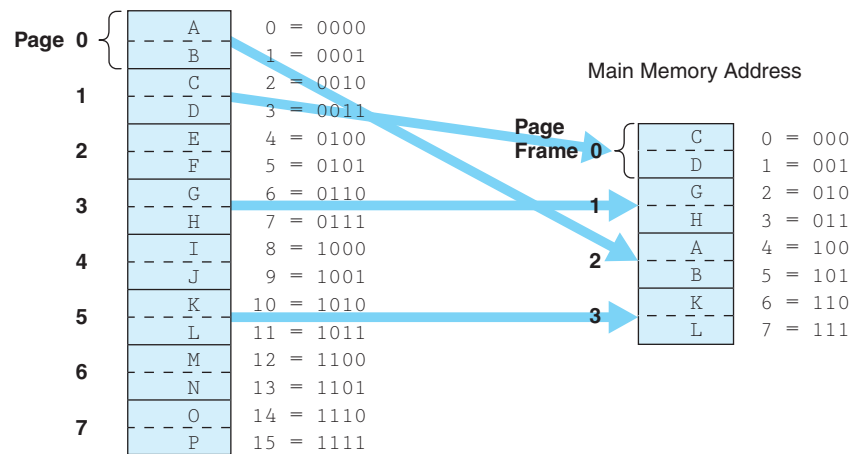 Page 0
A 0 = 0000
B 1 = 0001
1
C 2 = 0010
D 3 = 0011
2
E 4 = 0100
F 5 = 0101
3
G 6 = 0110
H 7 = 0111
4
I 8 = 1000
J 9 = 1001
5
K 10 = 1010
L 11 = 1011
6
M 12 = 1100
N 13 = 1101
7
O 14 = 1110
P 15 = 1111
Main Memory Address
Page
Frame 0
C 0 = 000
D 1 = 001
1
G 2 = 010
H 3 = 011
2
A 4 = 100
B 5 = 101
3
K 6 = 110
L 7 = 111